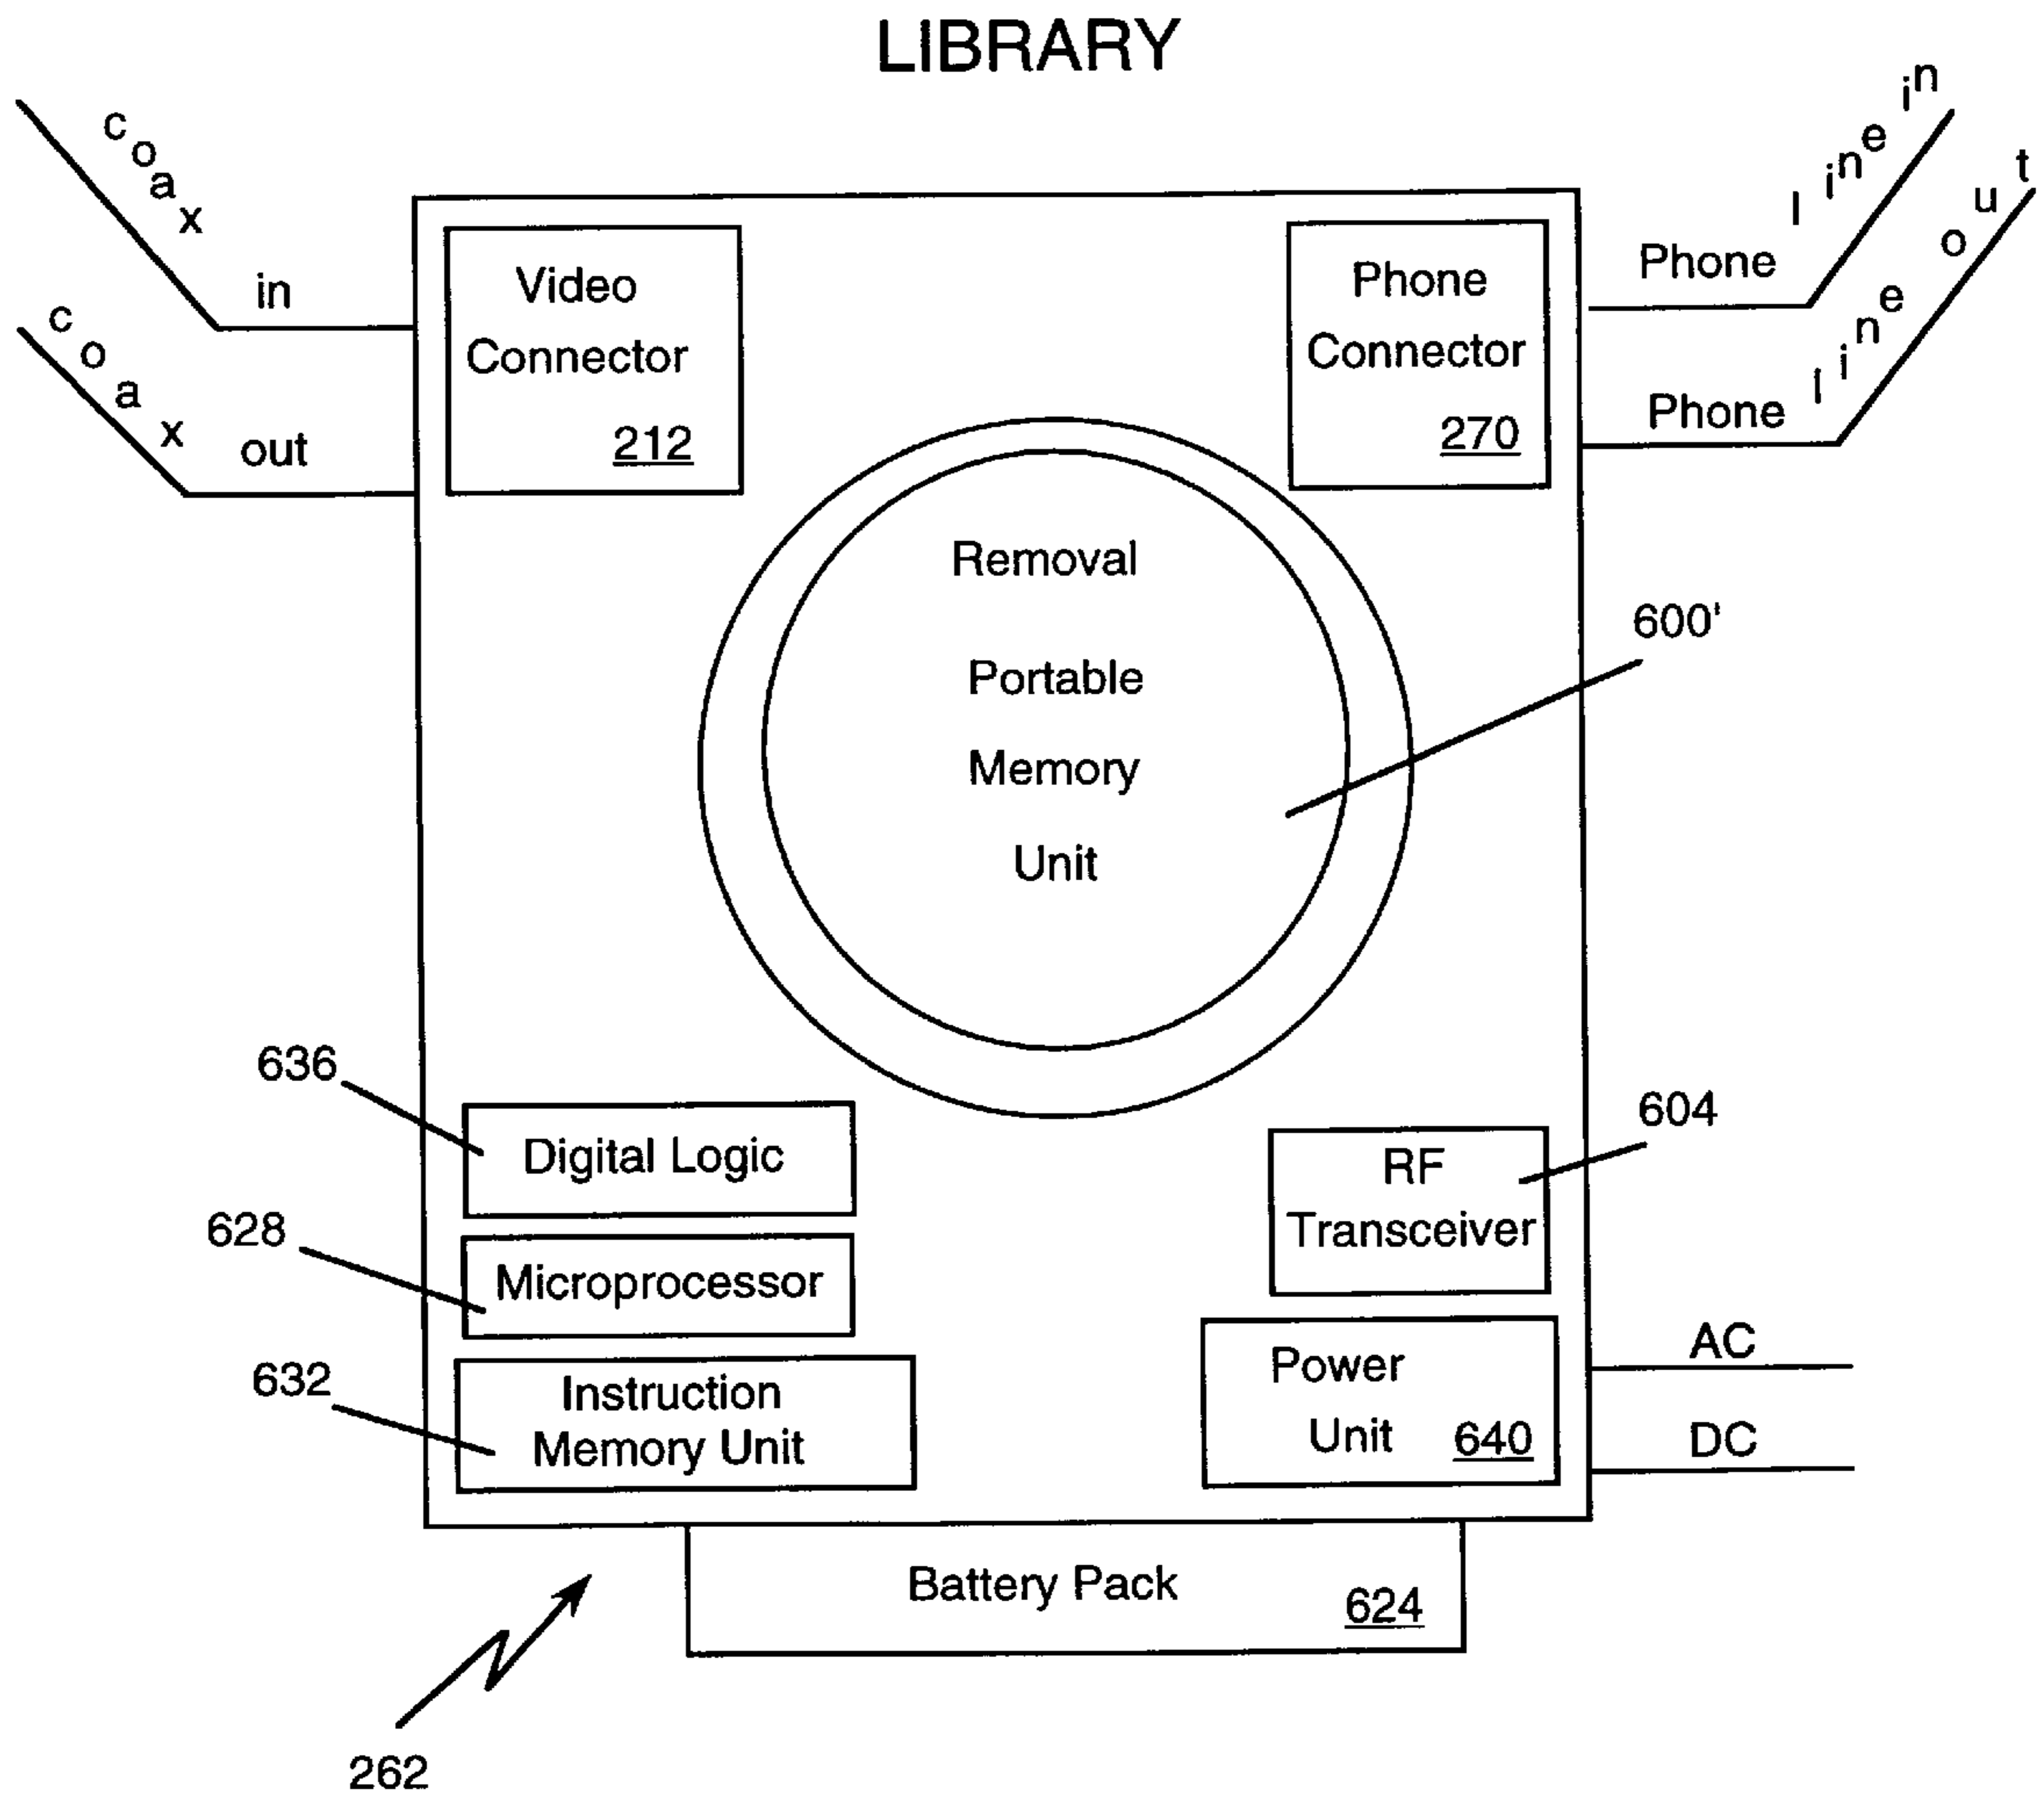 LIBRARY
coax in
coax out
Video
Connector
212
Phone
Connector
270
Phone line in
Phone line out
Removal
Portable
Memory
Unit
600'
636
Digital Logic
628
Microprocessor
632
Instruction
Memory Unit
604
RF
Transceiver
Power
Unit
640
AC
DC
Battery Pack
624
262